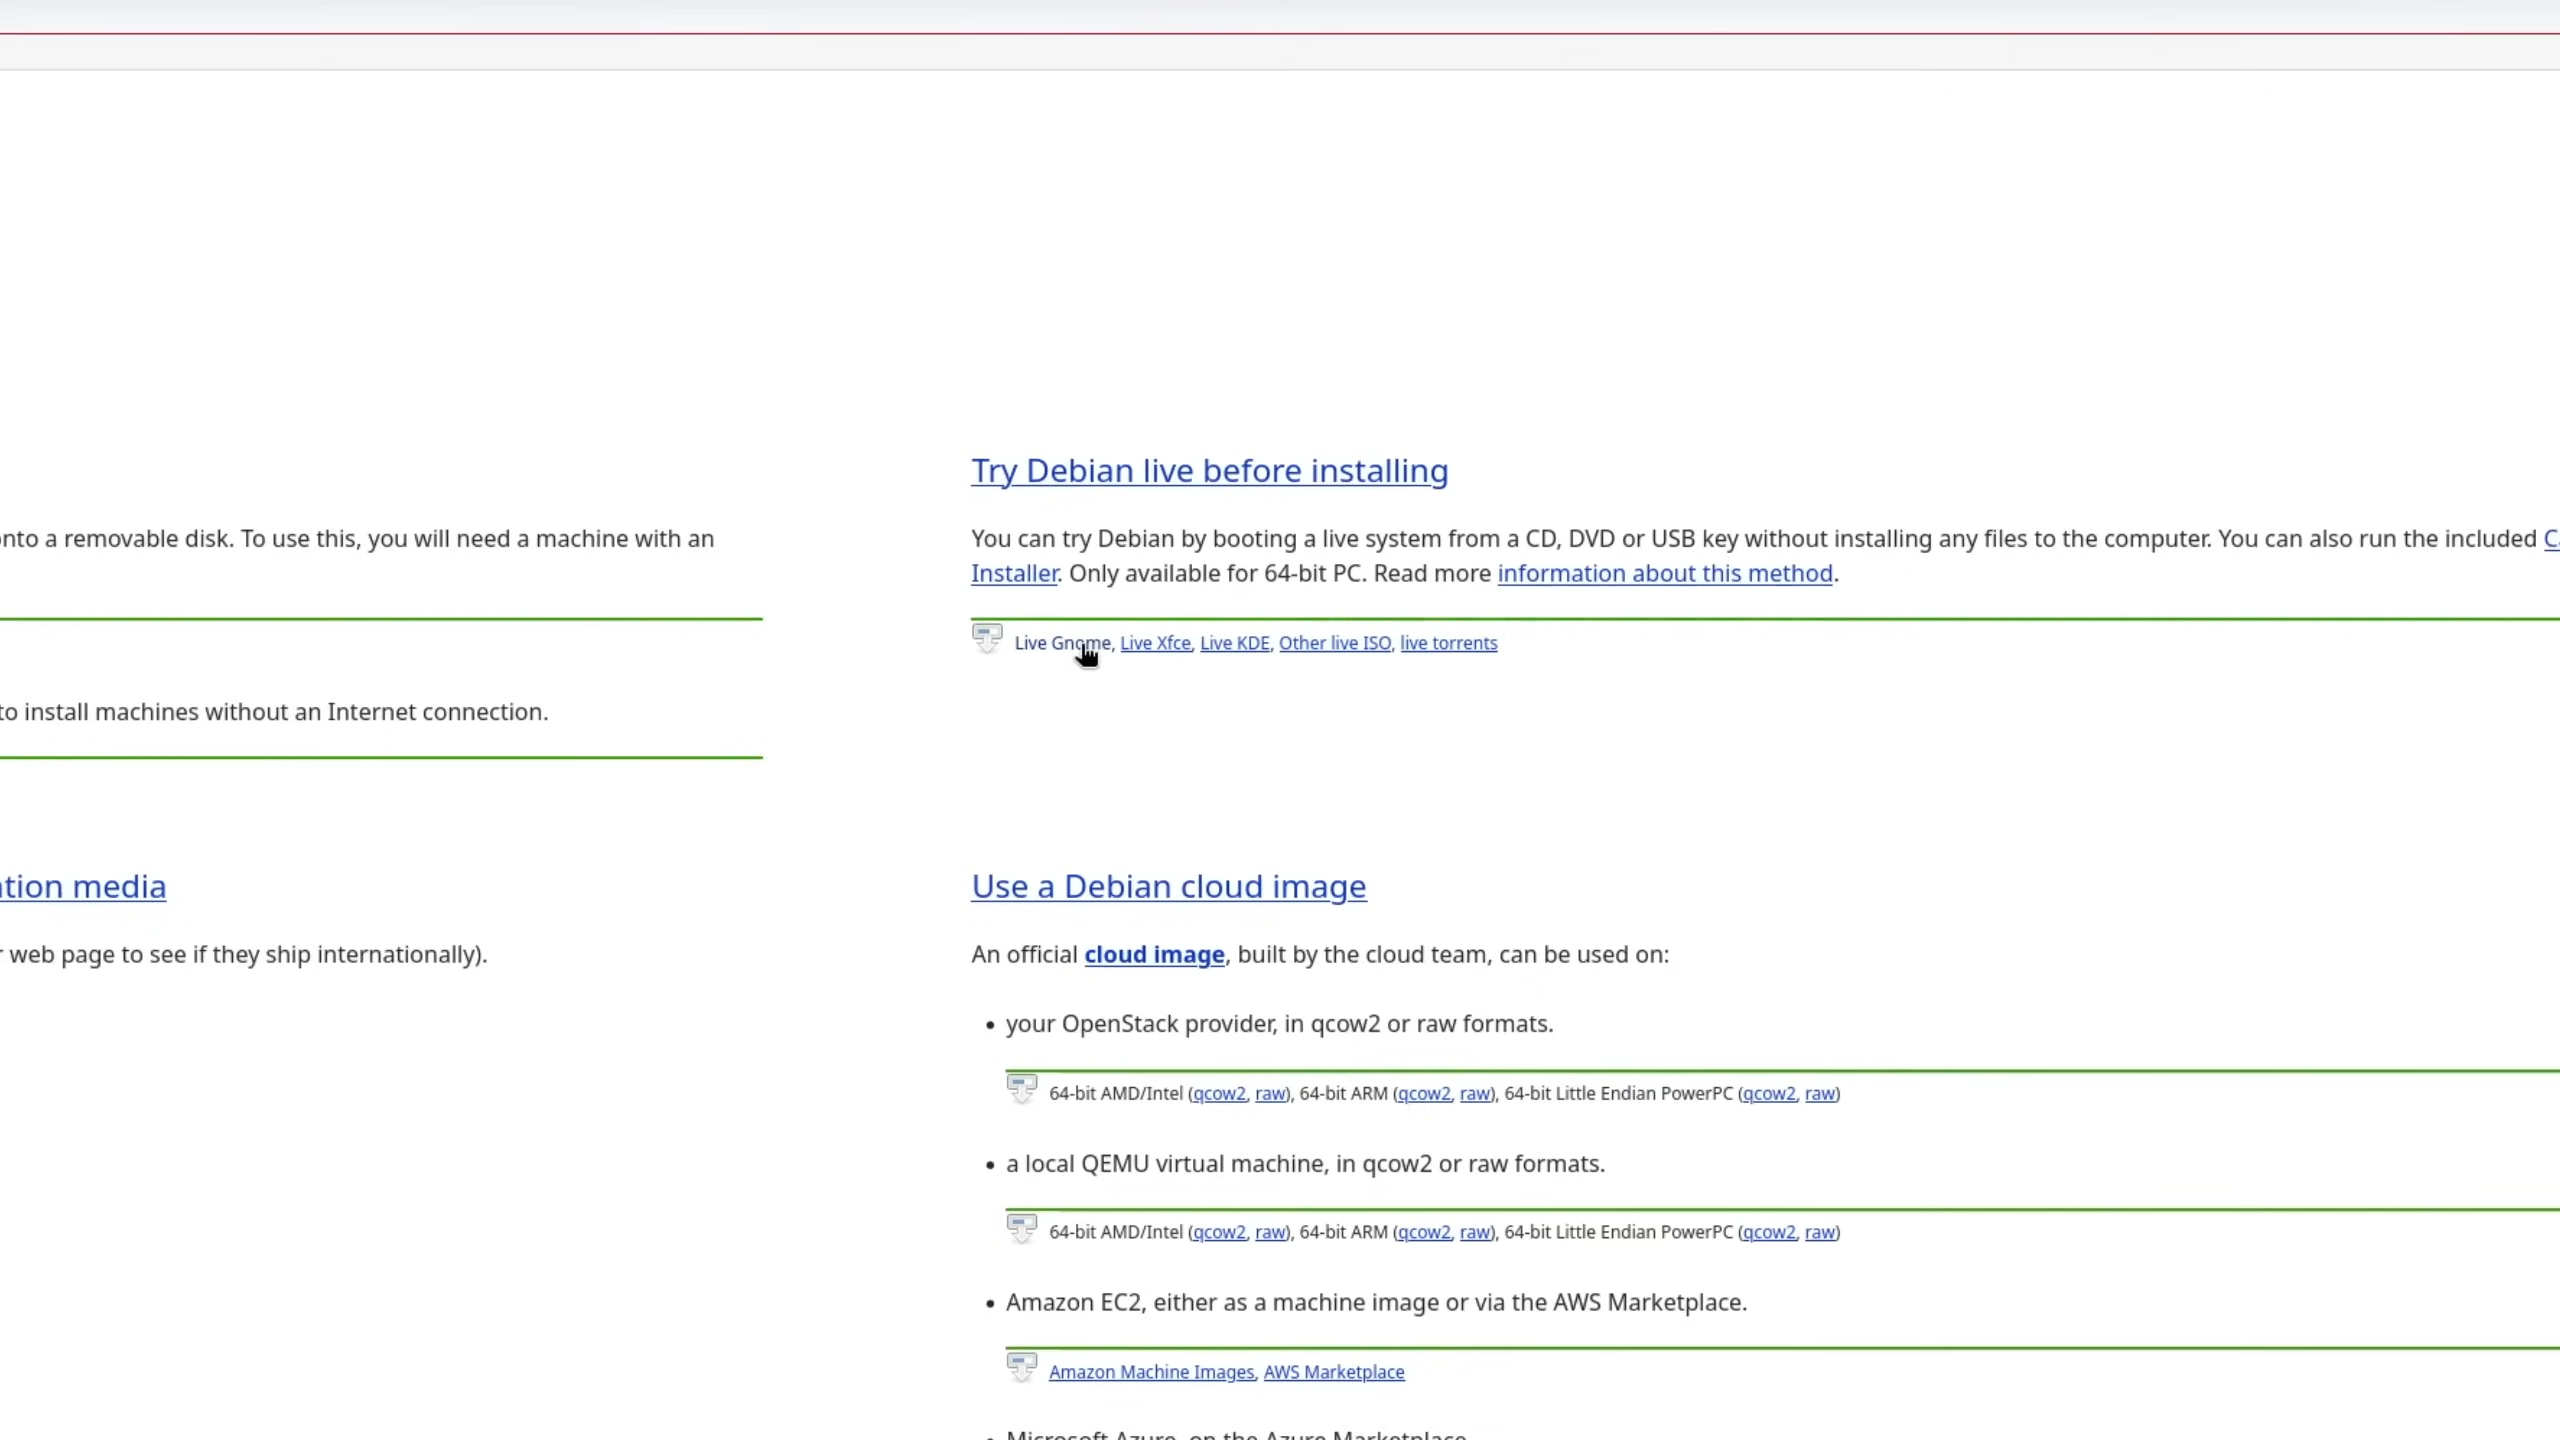 Try Debian live before installing
onto a removable disk. To use this, you will need a machine with an
You can try Debian by booting a live system from a CD, DVD or USB key without installing any files to the computer. You can also run the included
Installer. Only available for 64-bit PC. Read more information about this method.
Live Gnome, Live Xfce, Live KDE, Other live ISO, live torrents
to install machines without an Internet connection.
tion media
Use a Debian cloud image
web page to see if they ship internationally).
An official cloud image, built by the cloud team, can be used on:
• your OpenStack provider, in qcow2 or raw formats.
64-bit AMD/Intel (qcow2, raw), 64-bit ARM (qcow2, raw), 64-bit Little Endian PowerPC (qcow2, raw)
• a local QEMU virtual machine, in qcow2 or raw formats.
64-bit AMD/Intel (qcow2, raw), 64-bit ARM (qcow2, raw), 64-bit Little Endian PowerPC (qcow2, raw)
• Amazon EC2, either as a machine image or via the AWS Marketplace.
Amazon Machine Images, AWS Marketplace
• Microsoft Azure, on the Azure Marketplace